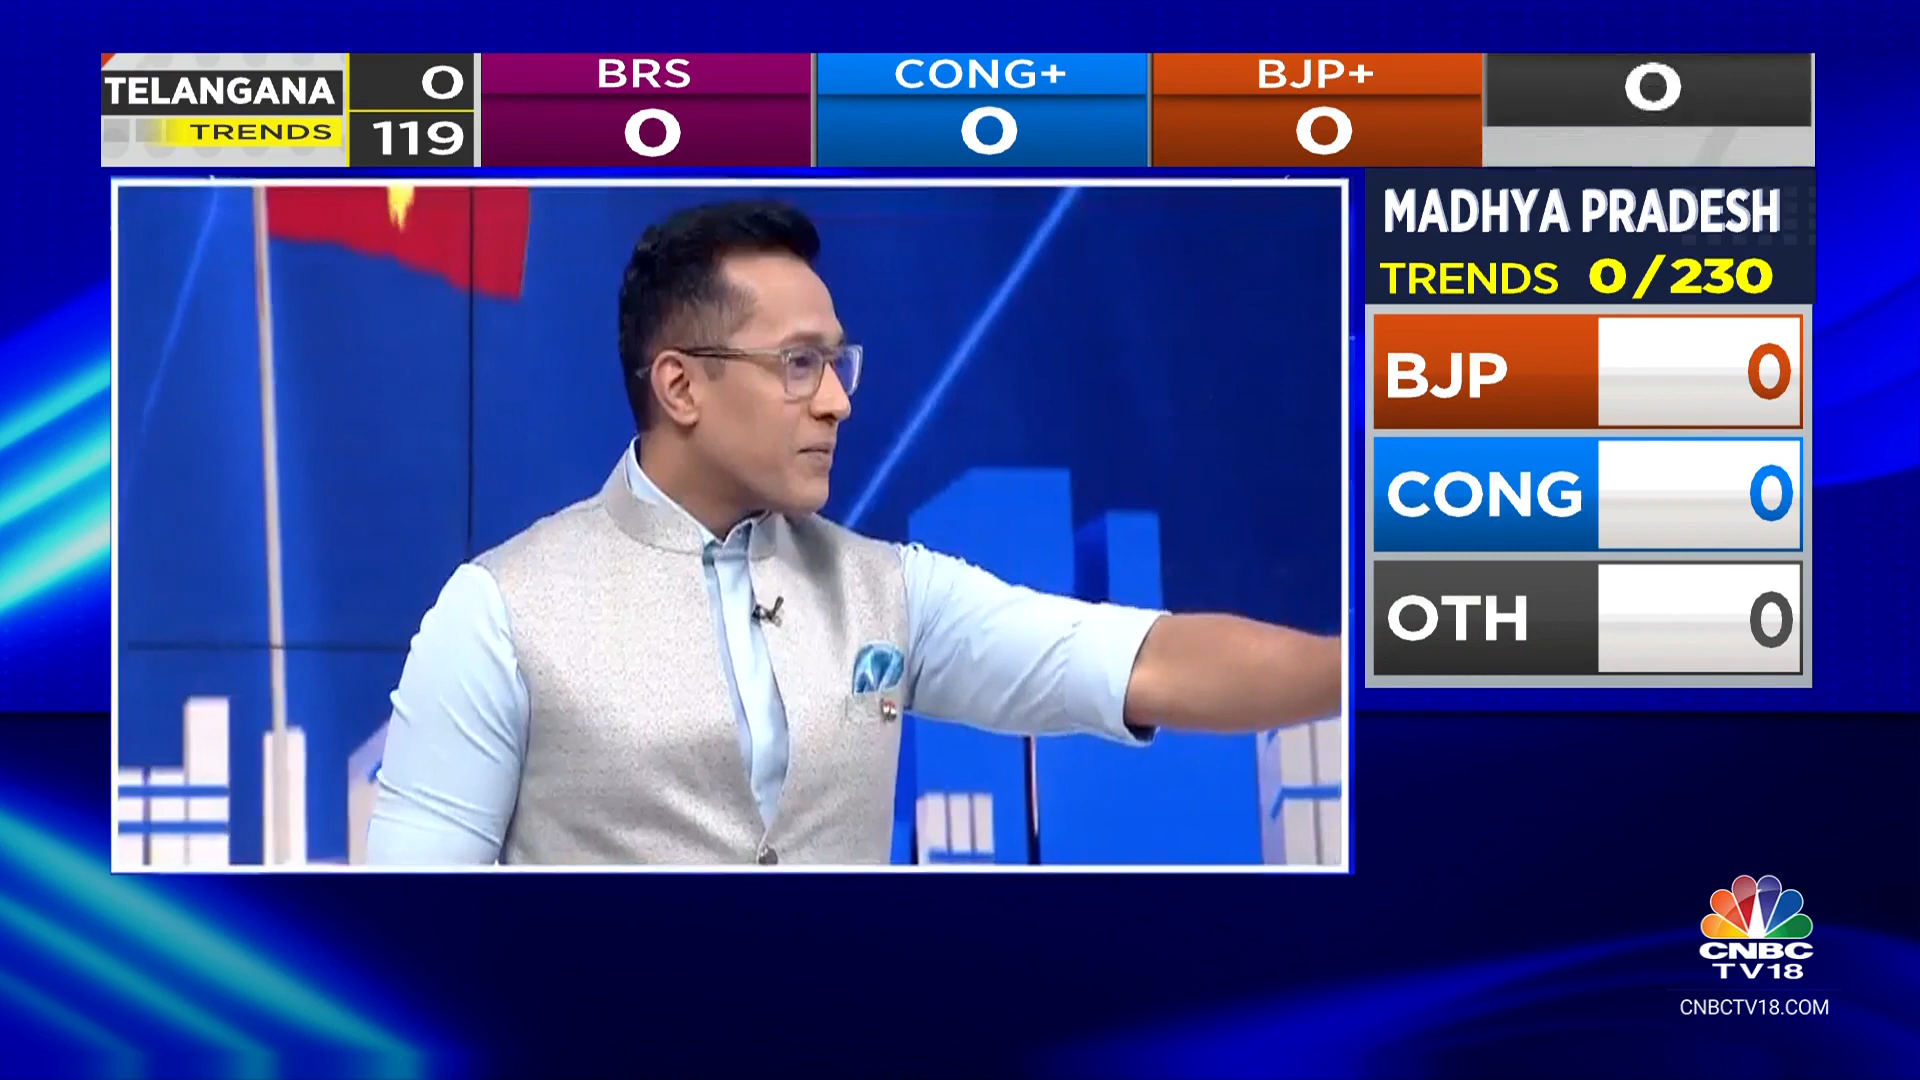 TELANGANA
TRENDS
0
119
BRS
0
CONG+
0
BJP+
0
0
MADHYA PRADESH
TRENDS 0/230
BJP 0
CONG 0
OTH 0
CNBC
TV18
CNBCTV18.COM